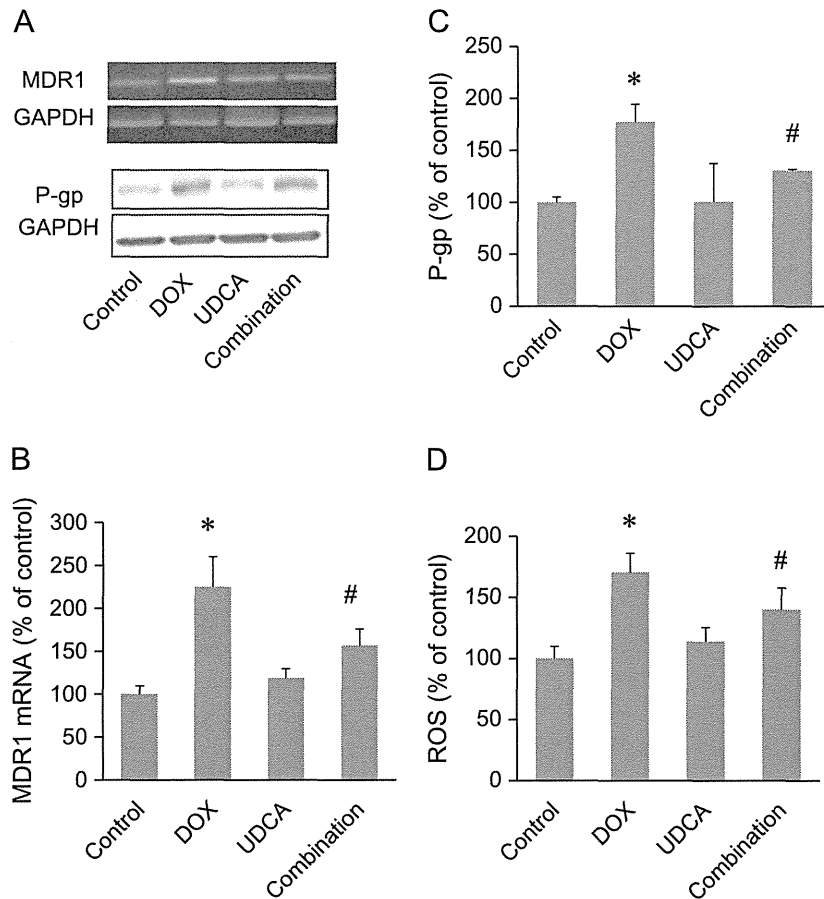 A
MDR1
GAPDH
P-gp
GAPDH
Control
DOX
UDCA
Combination
B
MDR1 mRNA (% of control)
300
250
200
150
100
50
0
*
#
Control
DOX
UDCA
Combination
C
P-gp (% of control)
250
200
150
100
50
0
*
#
Control
DOX
UDCA
Combination
D
ROS (% of control)
200
150
100
50
0
*
#
Control
DOX
UDCA
Combination